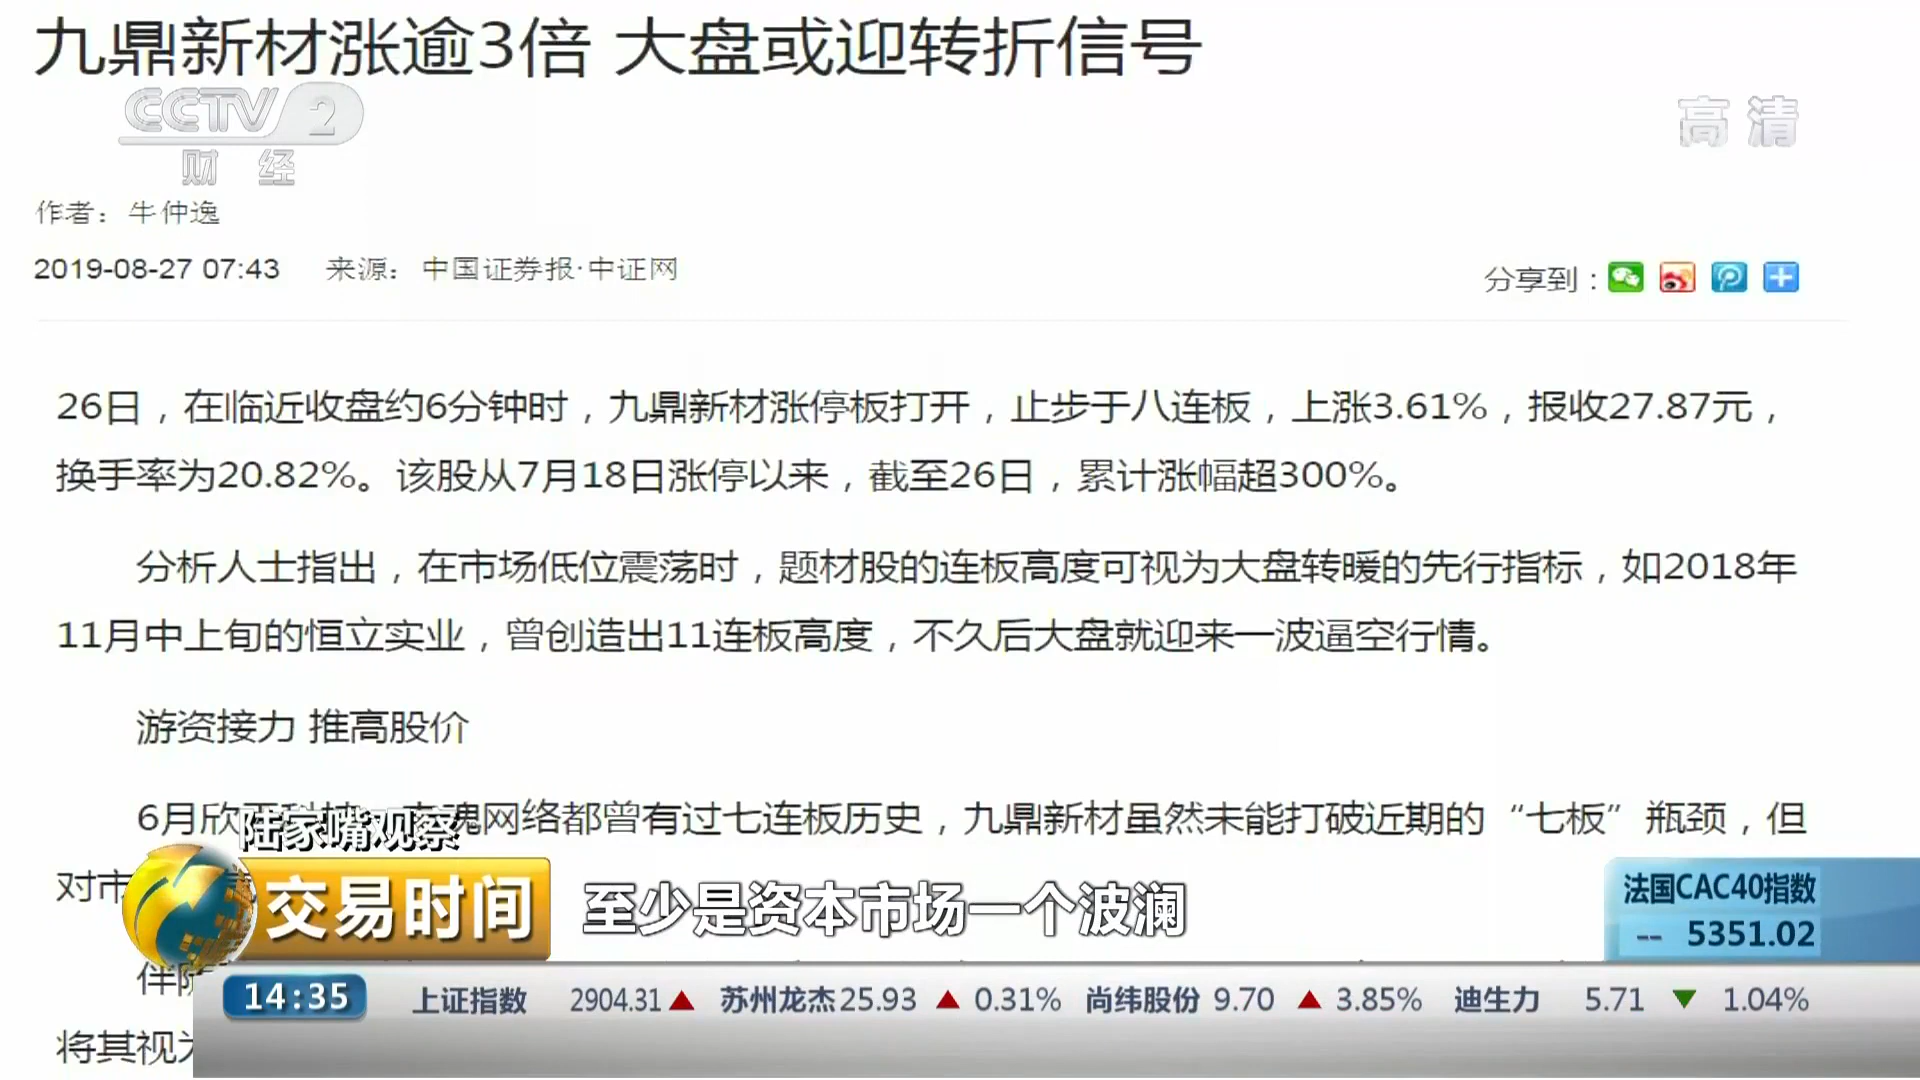 九鼎新材涨逾3倍 大盘或迎转折信号
CCTV 2
财 经
高清
作者：牛仲逸
2019-08-27 07:43 来源：中国证券报·中证网
分享到：
26日，在临近收盘约6分钟时，九鼎新材涨停板打开，止步于八连板，上涨3.61%，报收27.87元，
换手率为20.82%。该股从7月18日涨停以来，截至26日，累计涨幅超300%。
分析人士指出，在市场低位震荡时，题材股的连板高度可视为大盘转暖的先行指标，如2018年
11月中上旬的恒立实业，曾创造出11连板高度，不久后大盘就迎来一波逼空行情。
游资接力 推高股价
6月欣 网络都曾有过七连板历史，九鼎新材虽然未能打破近期的“七板”瓶颈，但
陆家嘴观察
对市
交易时间
至少是资本市场一个波澜
法国CAC40指数
-- 5351.02
伴随
14:35 上证指数 2904.31 ▲ 苏州龙杰 25.93 ▲ 0.31% 尚纬股份 9.70 ▲ 3.85% 迪生力 5.71 ▼ 1.04%
将其视为